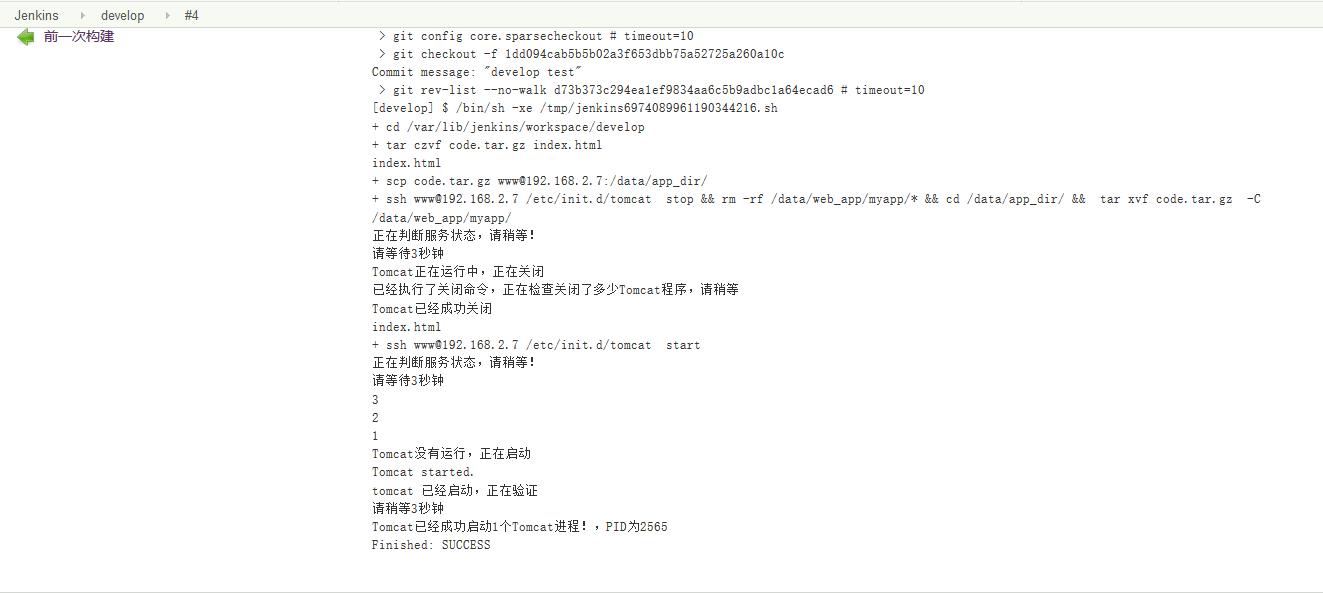 Jenkins develop #4
前一次构建
> git config core.sparsecheckout # timeout=10
> git checkout -f 1dd094cab5b5b02a3f653dbb75a52725a260a10c
Commit message: "develop test"
> git rev-list --no-walk d73b373c294ea1ef9834aa6c5b9adbc1a64ecad6 # timeout=10
[develop] $ /bin/sh -xe /tmp/jenkins6974089961190344216.sh
+ cd /var/lib/jenkins/workspace/develop
+ tar czvf code.tar.gz index.html
index.html
+ scp code.tar.gz www@192.168.2.7:/data/app_dir/
+ ssh www@192.168.2.7 /etc/init.d/tomcat  stop && rm -rf /data/web_app/myapp/* && cd /data/app_dir/ &&  tar xvf code.tar.gz  -C
/data/web_app/myapp/
正在判断服务状态，请稍等！
请等待3秒钟
Tomcat正在运行中，正在关闭
已经执行了关闭命令，正在检查关闭了多少Tomcat程序，请稍等
Tomcat已经成功关闭
index.html
+ ssh www@192.168.2.7 /etc/init.d/tomcat  start
正在判断服务状态，请稍等！
请等待3秒钟
3
2
1
Tomcat没有运行，正在启动
Tomcat started.
tomcat 已经启动，正在验证
请稍等3秒钟
Tomcat已经成功启动1个Tomcat进程！，PID为2565
Finished: SUCCESS